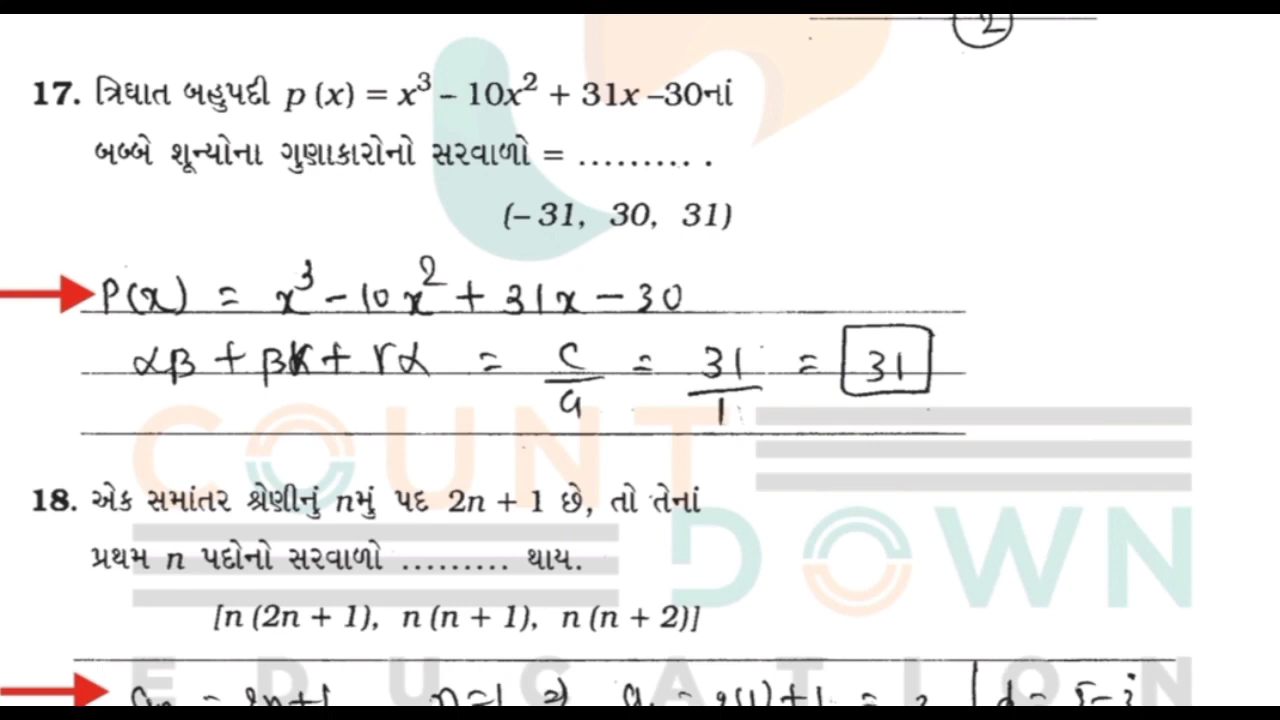 2
17. ત્રિઘાત બહુપદી p (x) = x³ – 10x² + 31x –30નાં
બબ્બે શૂન્યોના ગુણાકારોનો સરવાળો = .......... .
(– 31, 30, 31)
P(x) = x³ - 10x² + 31x - 30
αβ + βγ + γα = c/a = 31/1 = 31
COUNT
18. એક સમાંતર શ્રેણીનું nમું પદ 2n + 1 છે, તો તેનાં
DOWN
પ્રથમ n પદોનો સરવાળો ......... થાય.
[n (2n + 1), n (n + 1), n (n + 2)]
EDUCATION